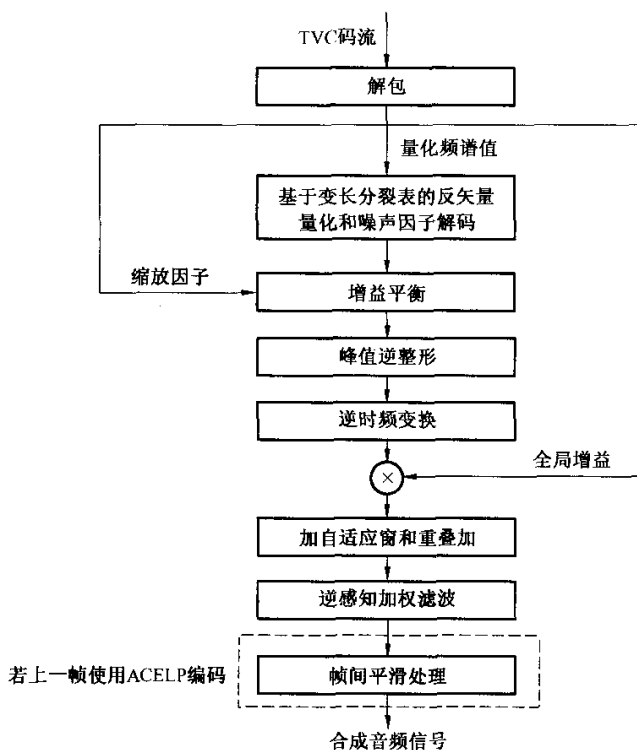 TVC码流
解包
量化频谱值
基于变长分裂表的反矢量
量化和噪声因子解码
缩放因子
增益平衡
峰值逆整形
逆时频变换
全局增益
×
加自适应窗和重叠加
逆感知加权滤波
若上一帧使用ACELP编码
帧间平滑处理
合成音频信号